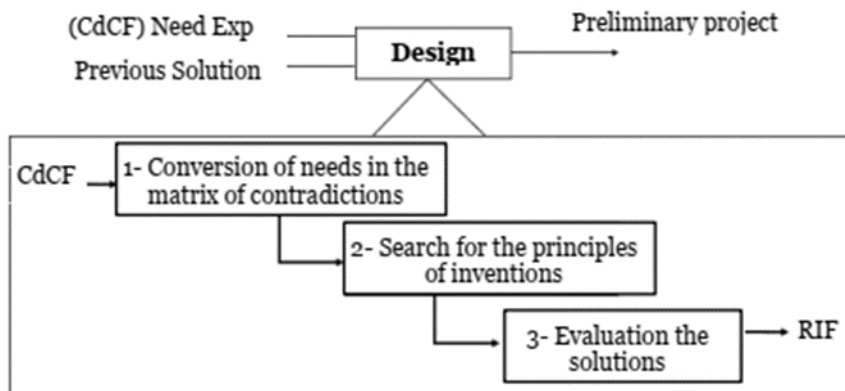 (CdCF) Need Exp
Previous Solution
Design
Preliminary project
CdCF
1- Conversion of needs in the
matrix of contradictions
2- Search for the principles
of inventions
3- Evaluation the
solutions
RIF